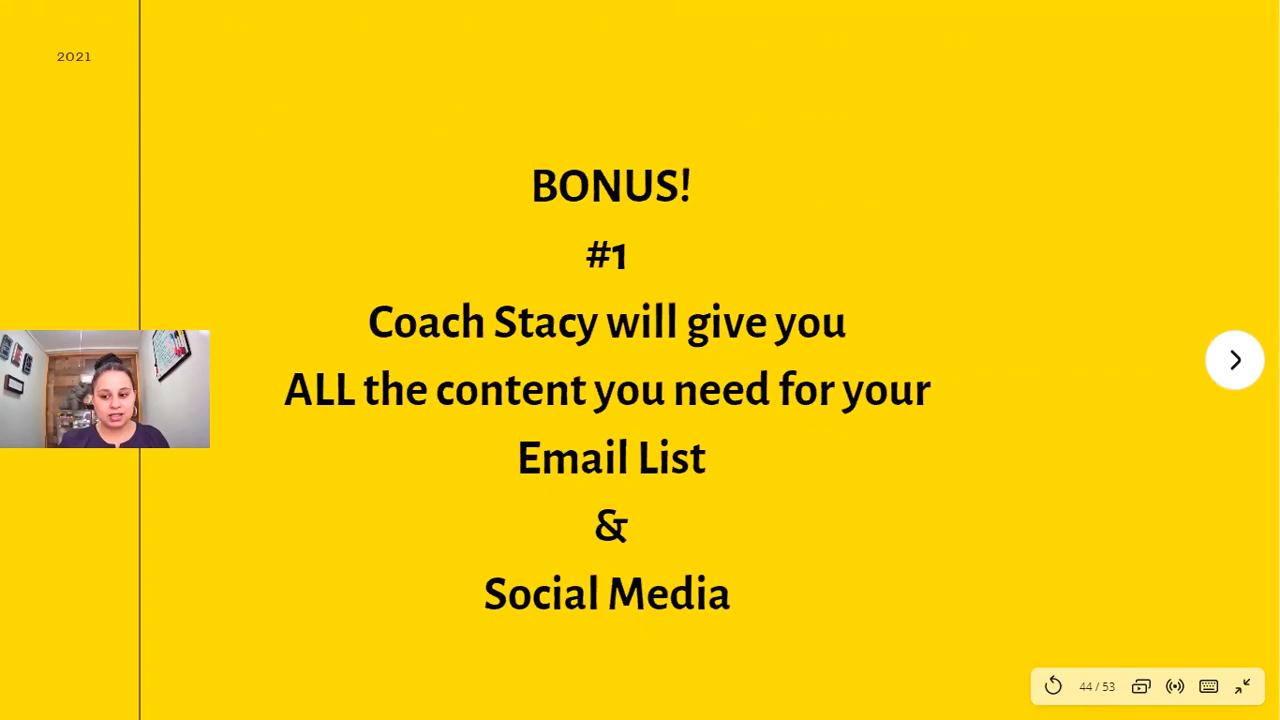 2021
BONUS!
#1
Coach Stacy will give you
ALL the content you need for your
Email List
&
Social Media
44 / 53